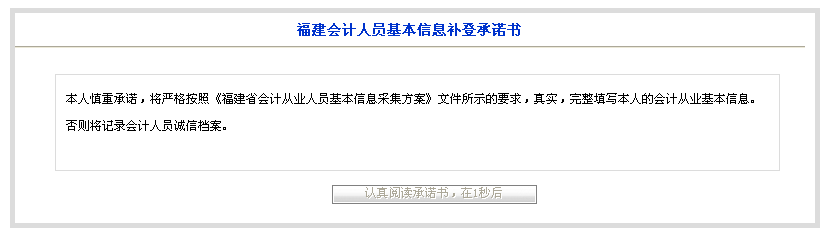 福建会计人员基本信息补登承诺书
本人慎重承诺，将严格按照《福建省会计从业人员基本信息采集方案》文件所示的要求，真实，完整填写本人的会计从业基本信息。
否则将记录会计人员诚信档案。
认真阅读承诺书，在1秒后